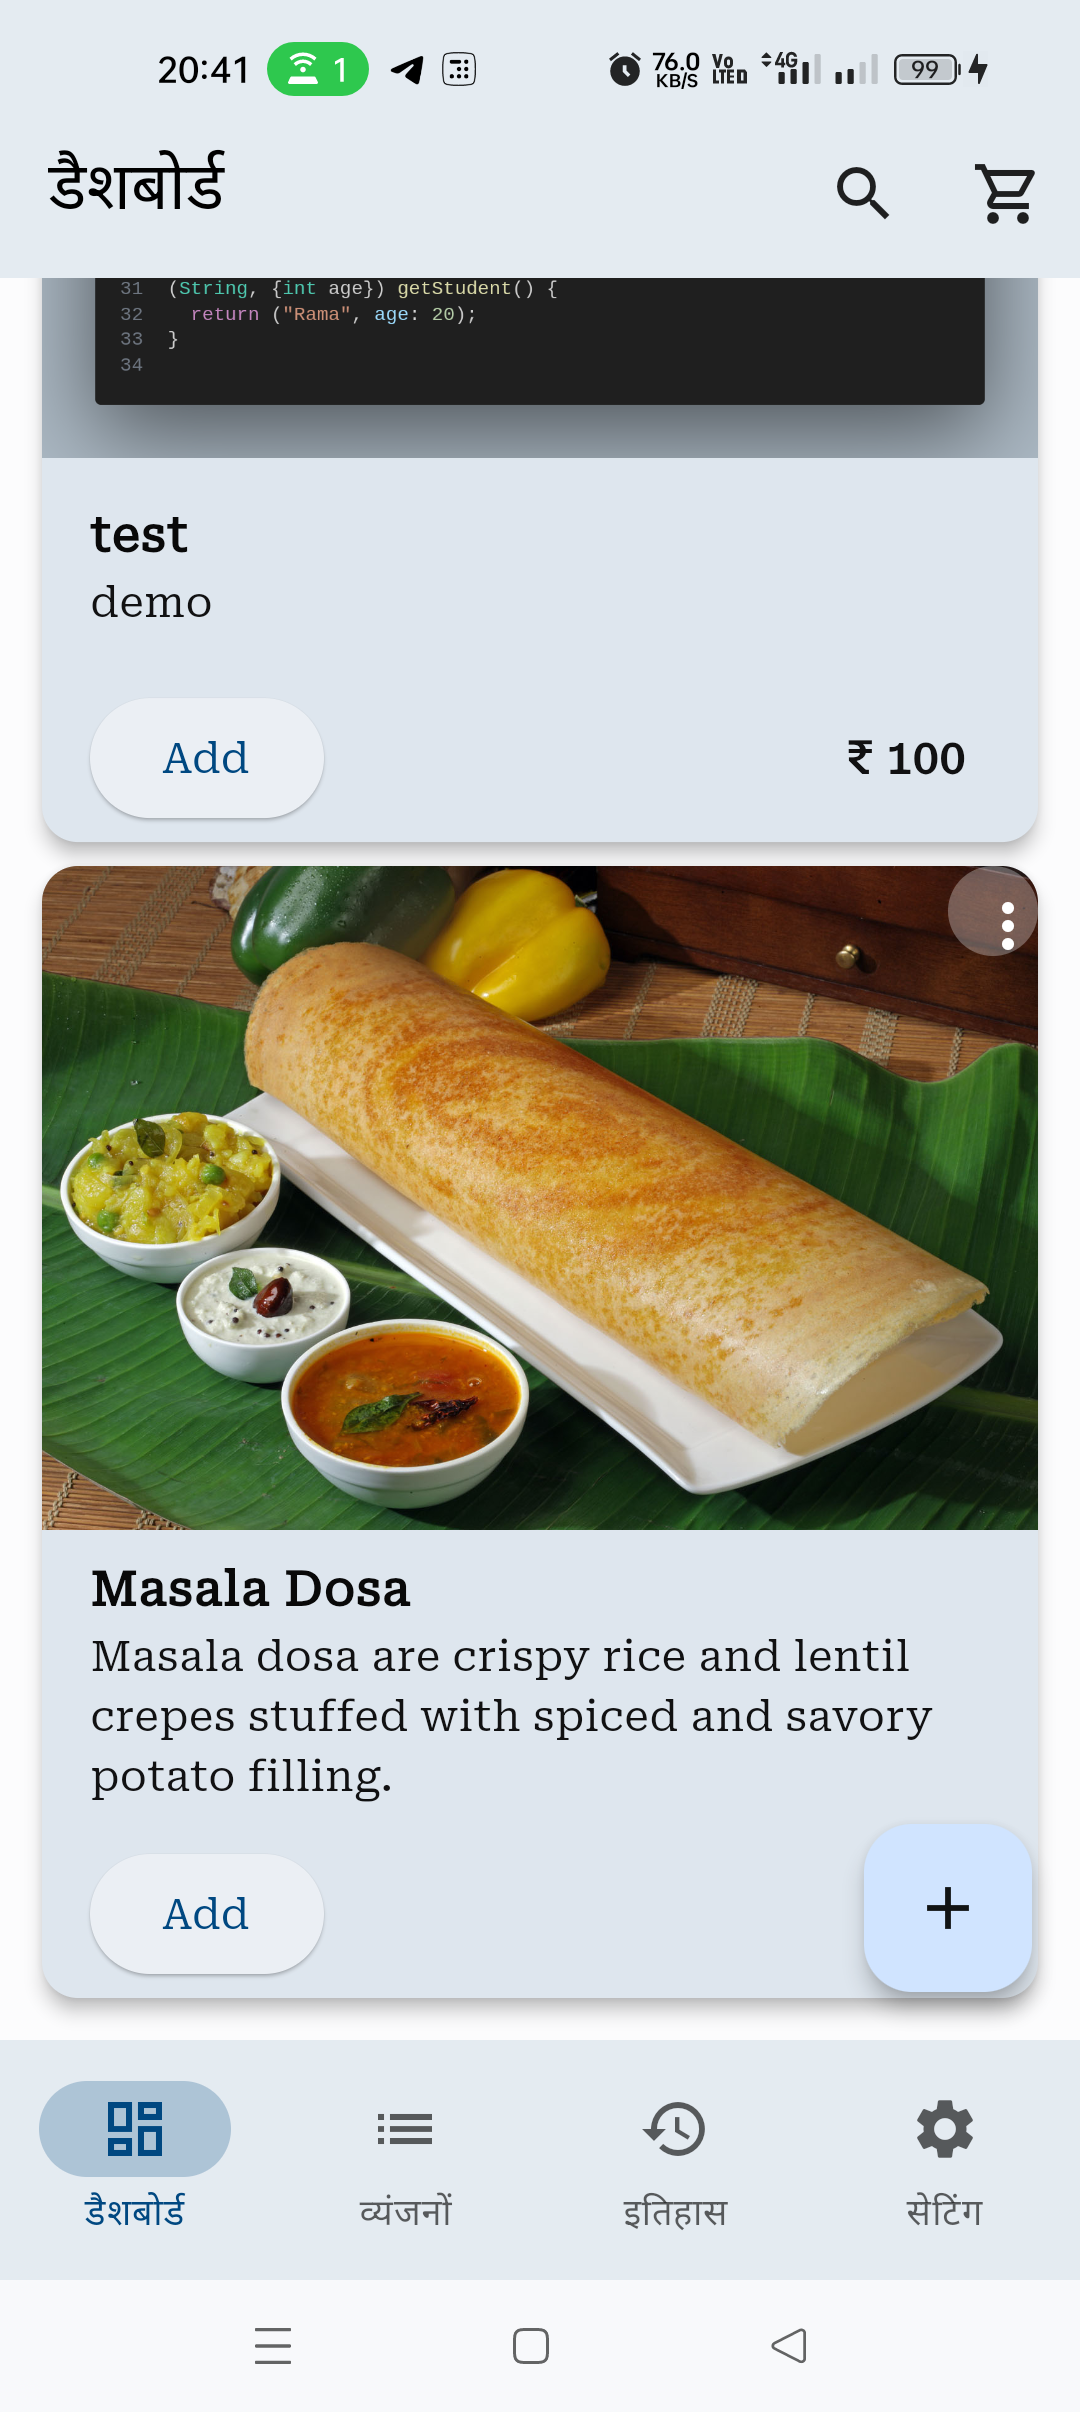 20:41 1 76.0 KB/S Vo LTE 4G 99
डैशबोर्ड
31 (String, {int age}) getStudent() {
32 return ("Rama", age: 20);
33 }
34
test
demo
Add ₹ 100
Masala Dosa
Masala dosa are crispy rice and lentil
crepes stuffed with spiced and savory
potato filling.
Add
डैशबोर्ड व्यंजनों इतिहास सेटिंग